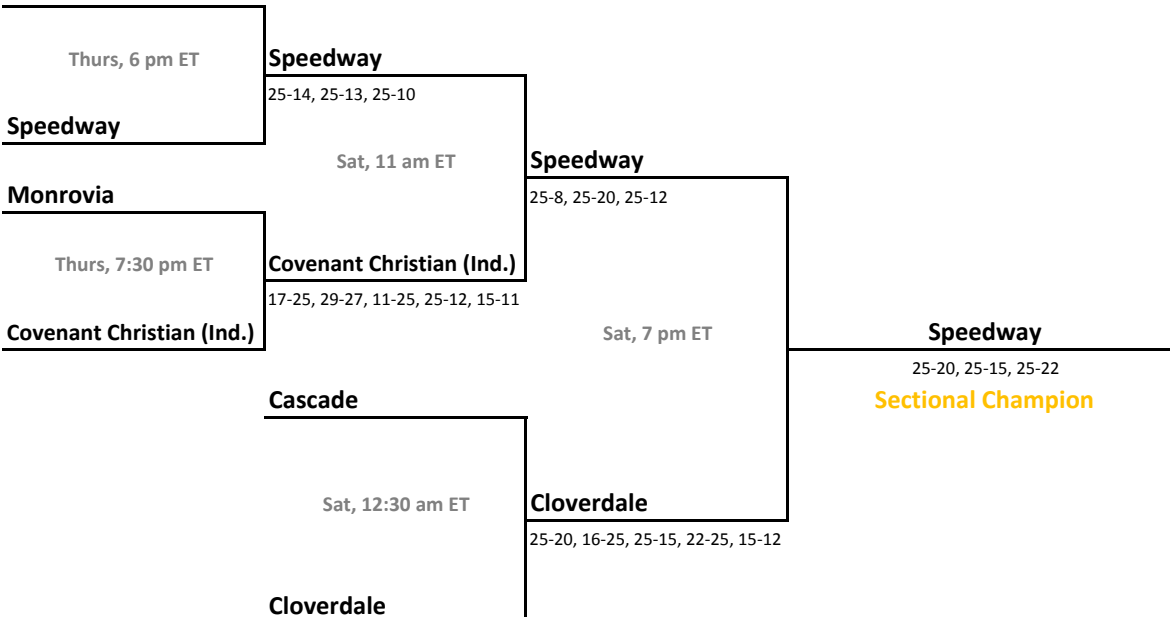 Thurs, 6 pm ET
Speedway
25-14, 25-13, 25-10
Speedway
Sat, 11 am ET
Speedway
25-8, 25-20, 25-12
Monrovia
Thurs, 7:30 pm ET
Covenant Christian (Ind.)
17-25, 29-27, 11-25, 25-12, 15-11
Covenant Christian (Ind.)
Sat, 7 pm ET
Speedway
25-20, 25-15, 25-22
Sectional Champion
Cascade
Sat, 12:30 am ET
Cloverdale
25-20, 16-25, 25-15, 22-25, 15-12
Cloverdale